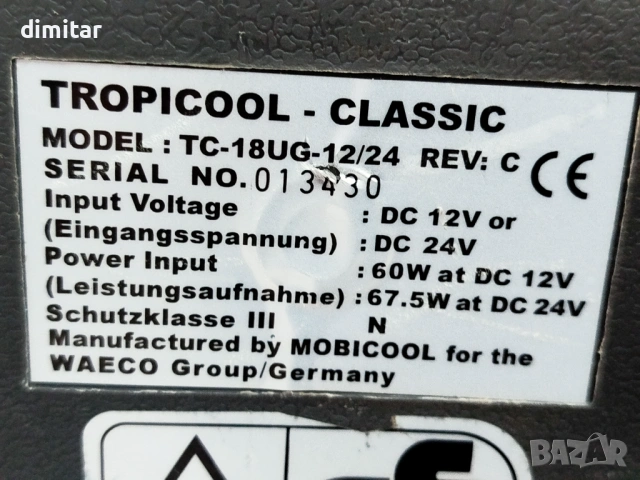 dimitar
TROPICOOL - CLASSIC
MODEL : TC-18UG-12/24 REV: C CE
SERIAL NO. 013430
Input Voltage : DC 12V or
(Eingangsspannung) : DC 24V
Power Input : 60W at DC 12V
(Leistungsaufnahme) : 67.5W at DC 24V
Schutzklasse III N
Manufactured by MOBICOOL for the
WAECO Group/Germany
BAZAR